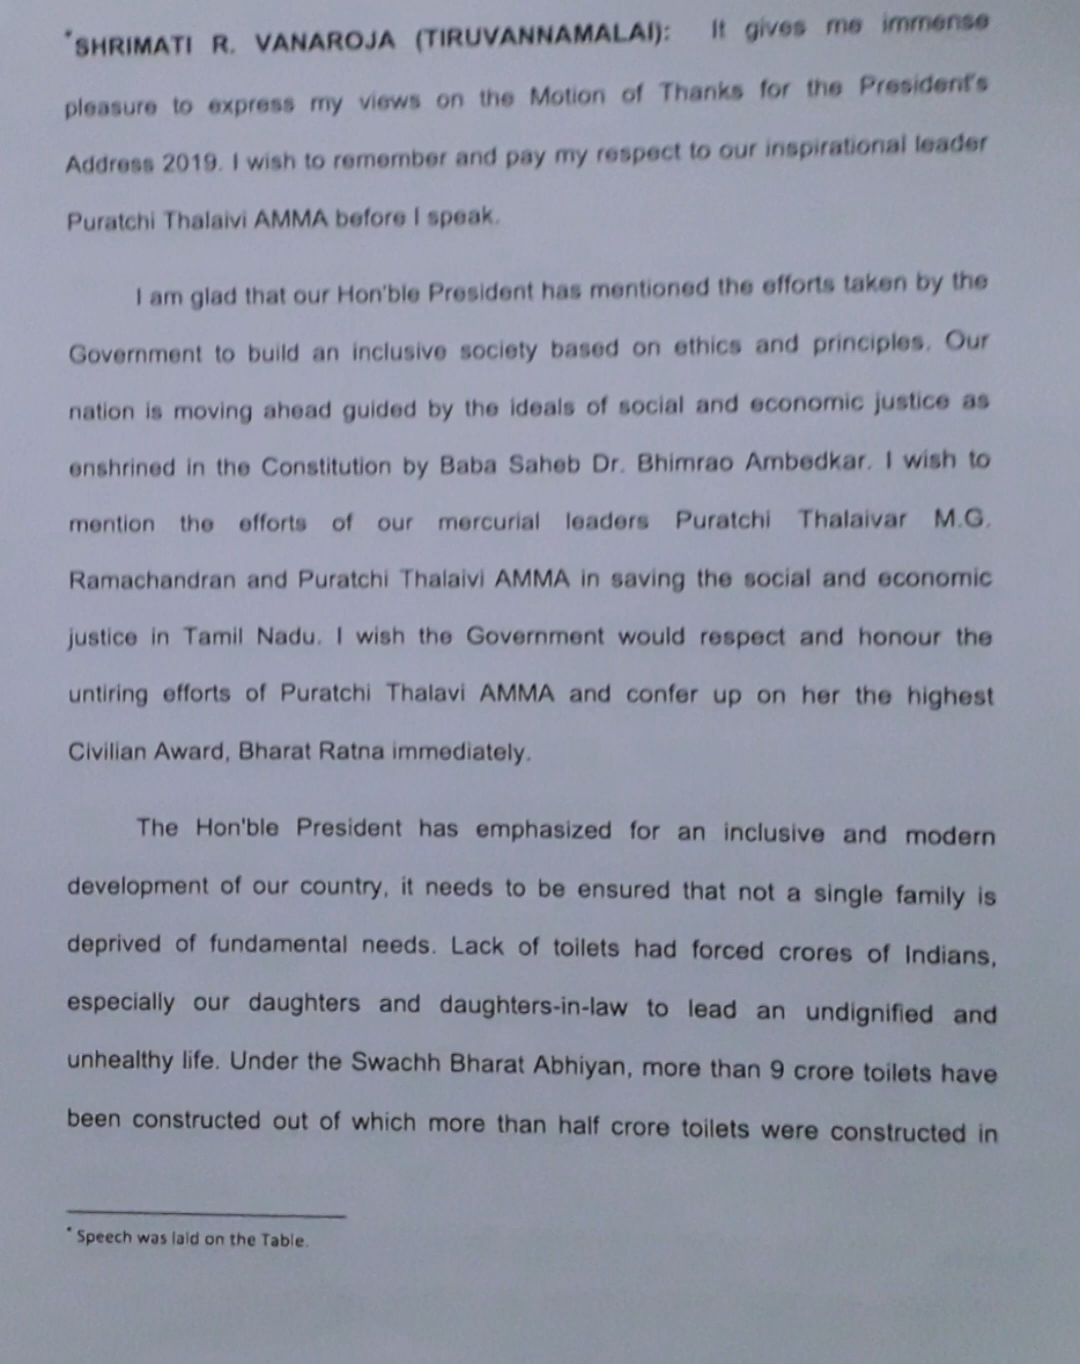 *SHRIMATI R. VANAROJA (TIRUVANNAMALAI): It gives me immense
pleasure to express my views on the Motion of Thanks for the President's
Address 2019. I wish to remember and pay my respect to our inspirational leader
Puratchi Thalaivi AMMA before I speak.
I am glad that our Hon'ble President has mentioned the efforts taken by the
Government to build an inclusive society based on ethics and principles. Our
nation is moving ahead guided by the ideals of social and economic justice as
enshrined in the Constitution by Baba Saheb Dr. Bhimrao Ambedkar. I wish to
mention the efforts of our mercurial leaders Puratchi Thalaivar M.G.
Ramachandran and Puratchi Thalaivi AMMA in saving the social and economic
justice in Tamil Nadu. I wish the Government would respect and honour the
untiring efforts of Puratchi Thalavi AMMA and confer up on her the highest
Civilian Award, Bharat Ratna immediately.
The Hon'ble President has emphasized for an inclusive and modern
development of our country, it needs to be ensured that not a single family is
deprived of fundamental needs. Lack of toilets had forced crores of Indians,
especially our daughters and daughters-in-law to lead an undignified and
unhealthy life. Under the Swachh Bharat Abhiyan, more than 9 crore toilets have
been constructed out of which more than half crore toilets were constructed in
* Speech was laid on the Table.